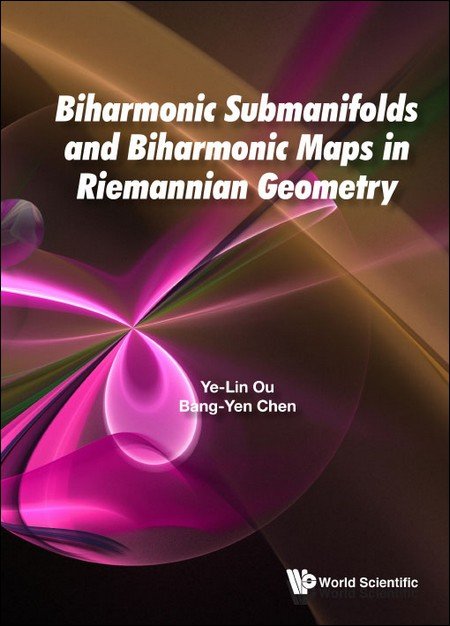 Biharmonic Submanifolds
and Biharmonic Maps in
Riemannian Geometry
Ye-Lin Ou
Bang-Yen Chen
World Scientific